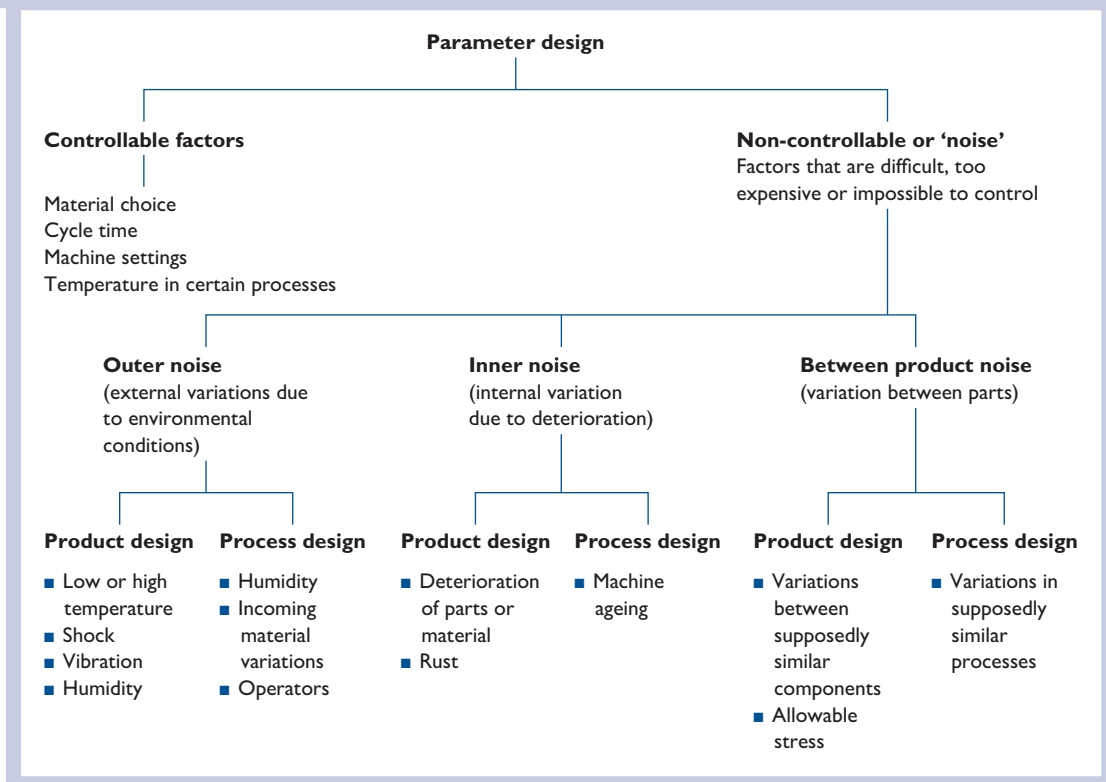 Parameter design
Controllable factors
Material choice
Cycle time
Machine settings
Temperature in certain processes
Non-controllable or ‘noise’
Factors that are difficult, too
expensive or impossible to control
Outer noise
(external variations due
to environmental
conditions)
Inner noise
(internal variation
due to deterioration)
Between product noise
(variation between parts)
Product design
■ Low or high
temperature
■ Shock
■ Vibration
■ Humidity
Process design
■ Humidity
■ Incoming
material
variations
■ Operators
Product design
■ Deterioration
of parts or
material
■ Rust
Process design
■ Machine
ageing
Product design
■ Variations
between
supposedly
similar
components
■ Allowable
stress
Process design
■ Variations in
supposedly
similar
processes